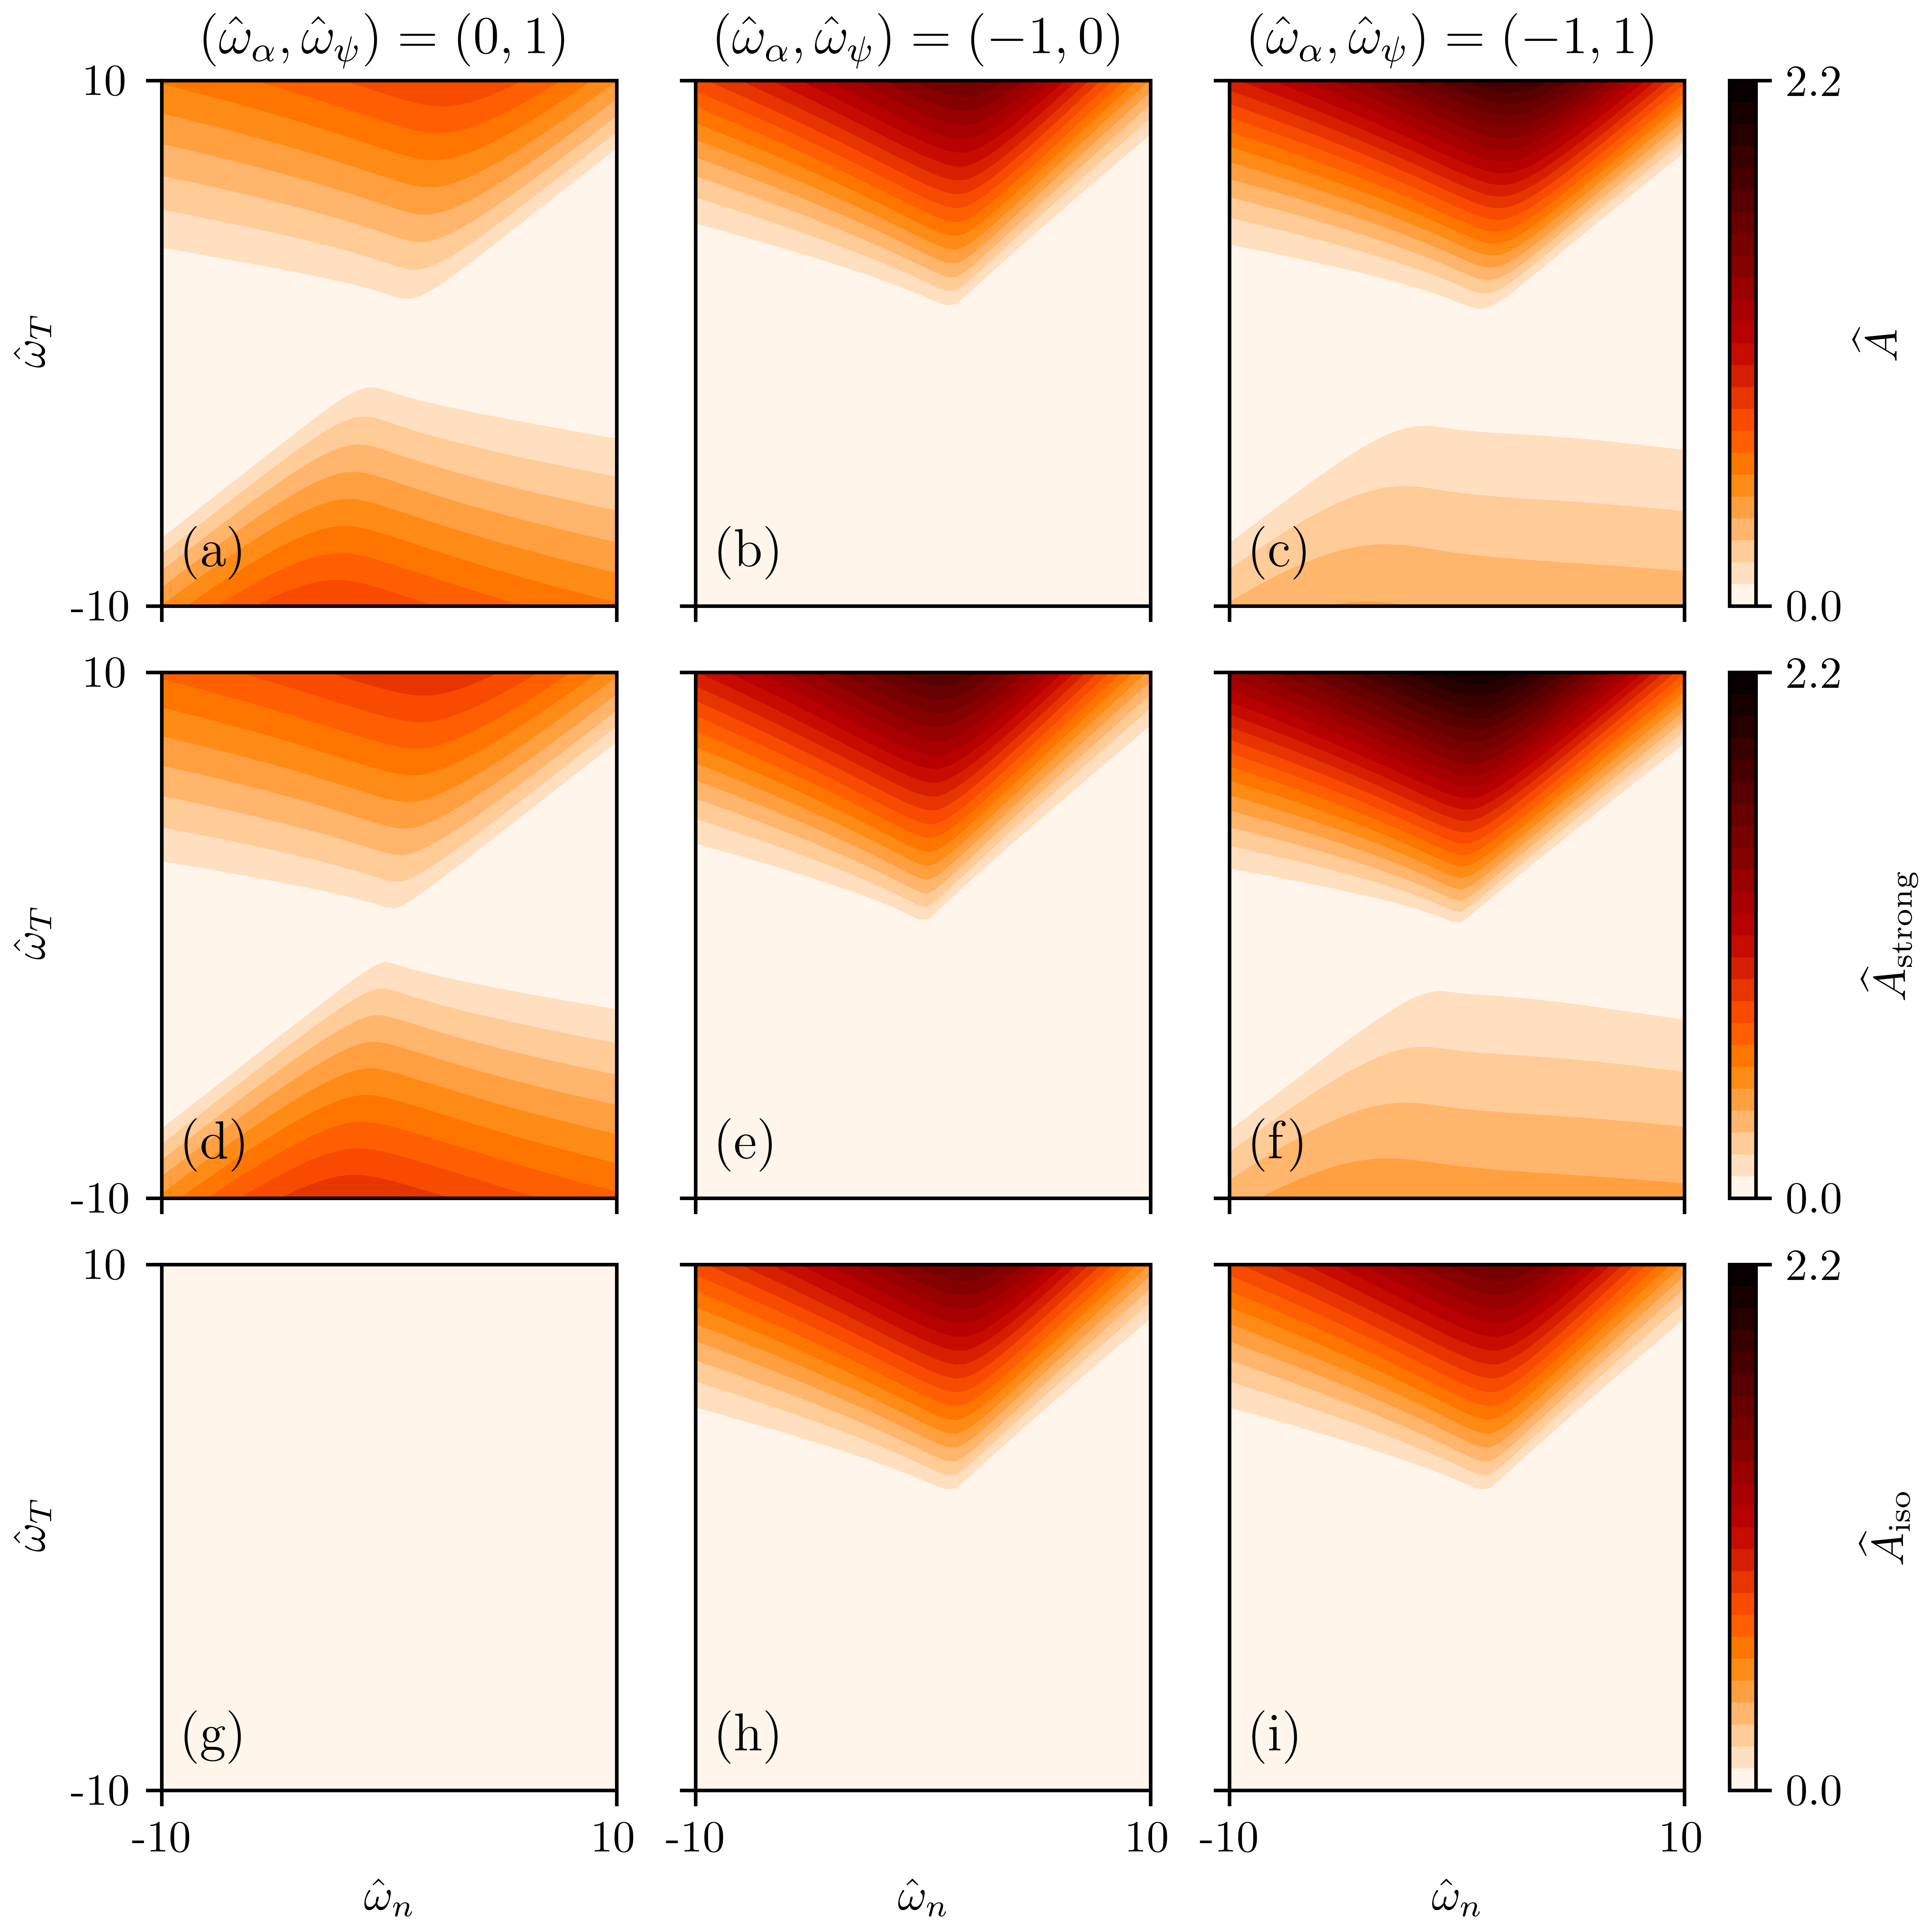 (ω̂_α, ω̂_ψ) = (0, 1) (ω̂_α, ω̂_ψ) = (−1, 0) (ω̂_α, ω̂_ψ) = (−1, 1)
10 2.2
ω̂_T Â
(a) (b) (c)
-10 0.0
10 2.2
ω̂_T Â_strong
(d) (e) (f)
-10 0.0
10 2.2
ω̂_T Â_iso
(g) (h) (i)
-10 0.0
-10 10 -10 10 -10 10
ω̂_n ω̂_n ω̂_n